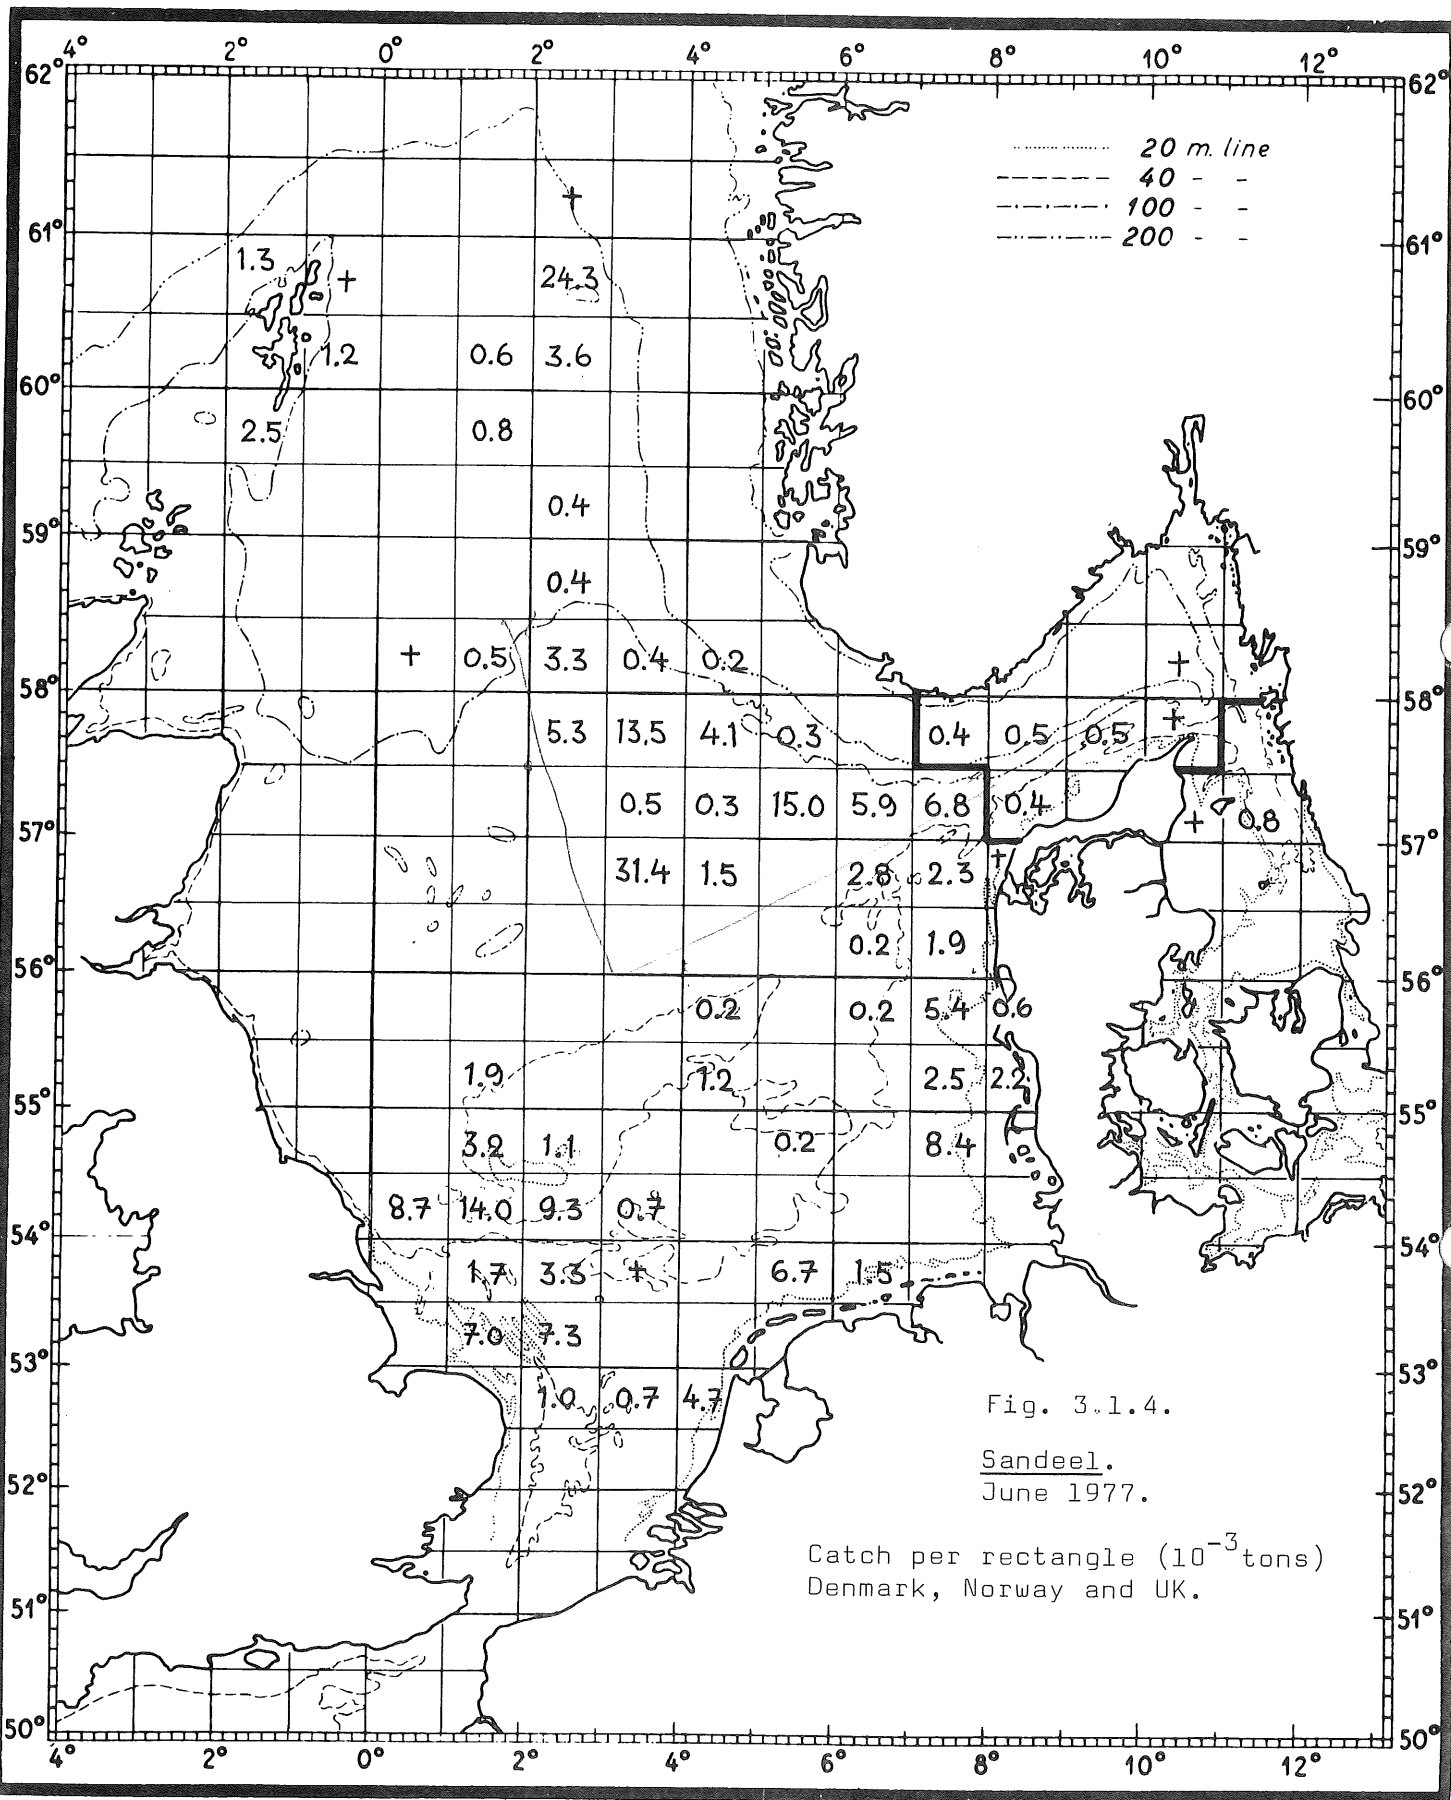 4° 2° 0° 2° 4° 6° 8° 10° 12°
62° 62°
20 m. line
40 - -
100 - -
200 - -
+
61° 61°
1.3 + 24.3
1.2 0.6 3.6
60° 60°
2.5 0.8
0.4
59° 59°
0.4
+ 0.5 3.3 0.4 0.2 +
58° 58°
5.3 13.5 4.1 0.3 0.4 0.5 0.5 +
0.5 0.3 15.0 5.9 6.8 0.4 + 0.8
57° 57°
31.4 1.5 2.8 2.3 +
0.2 1.9
56° 56°
0.2 0.2 5.4 0.6
1.9 1.2 2.5 2.2
55° 55°
3.2 1.1 0.2 8.4
8.7 14.0 9.3 0.7
54° 54°
1.7 3.3 + 6.7 1.5
7.0 7.3
53° 53°
1.0 0.7 4.7
Fig. 3.1.4.
Sandeel.
52° 52°
June 1977.
Catch per rectangle (10-3tons)
Denmark, Norway and UK.
51° 51°
50° 50°
4° 2° 0° 2° 4° 6° 8° 10° 12°